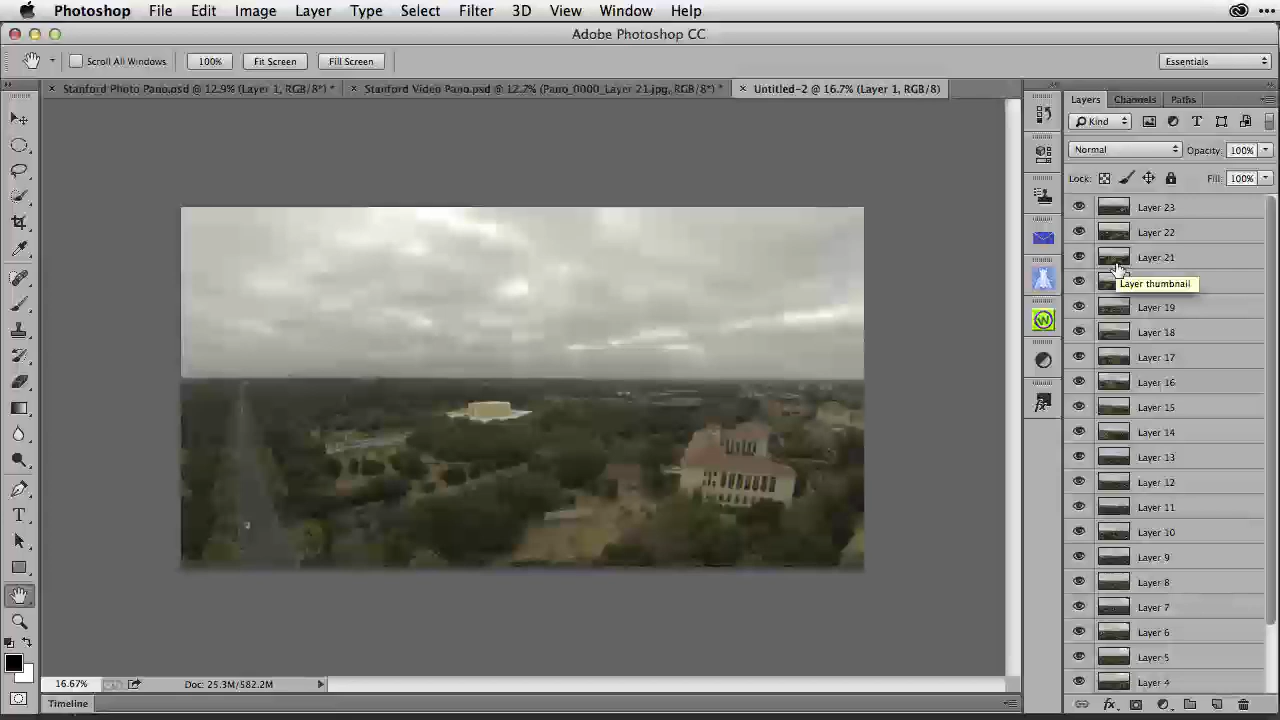 Photoshop File Edit Image Layer Type Select Filter 3D View Window Help
Adobe Photoshop CC
Scroll All Windows 100% Fit Screen Fill Screen Essentials
Stanford Photo Pano.psd @ 12.9% (Layer 1, RGB/8*) * Stanford Video Pano.psd @ 12.7% (Pano_0000_Layer 21.jpg, RGB/8*) * Untitled-2 @ 16.7% (Layer 1, RGB/8)
Layers Channels Paths
Kind
Normal Opacity: 100%
Lock: Fill: 100%
Layer 23
Layer 22
Layer 21
Layer thumbnail
Layer 19
Layer 18
Layer 17
Layer 16
Layer 15
Layer 14
Layer 13
Layer 12
Layer 11
Layer 10
Layer 9
Layer 8
Layer 7
Layer 6
Layer 5
Layer 4
16.67% Doc: 25.3M/582.2M
Timeline